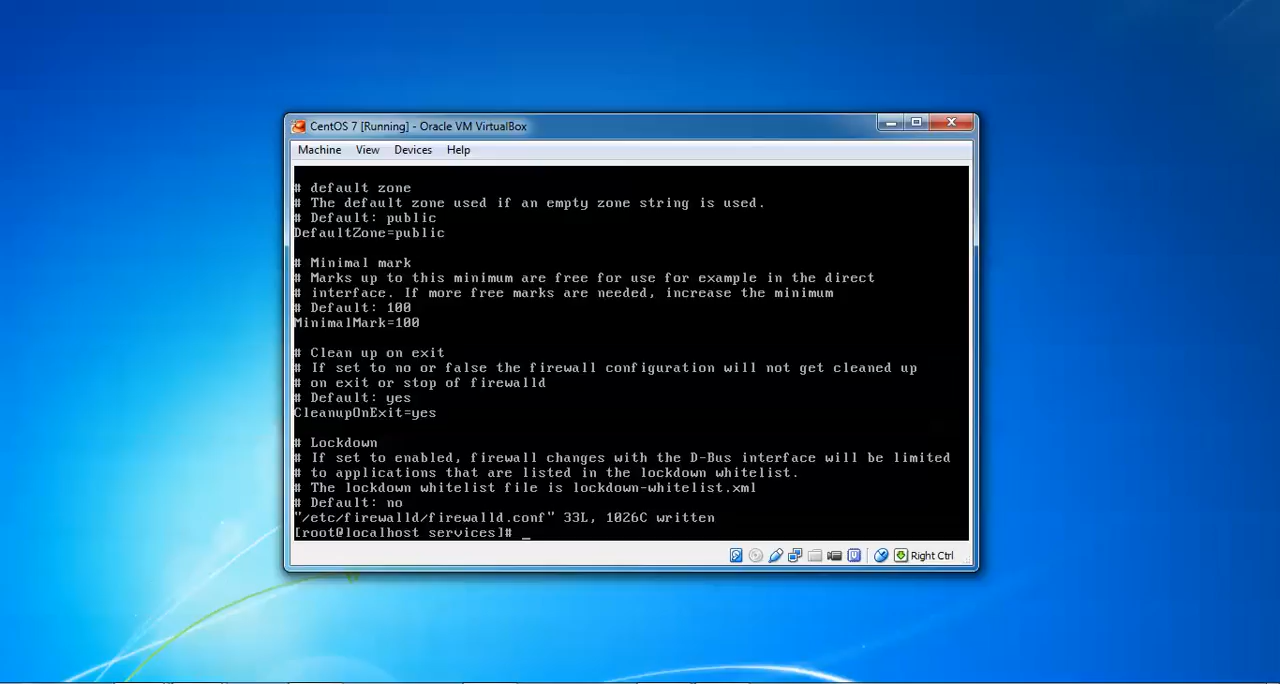 CentOS 7 [Running] - Oracle VM VirtualBox
Machine View Devices Help
# default zone
# The default zone used if an empty zone string is used.
# Default: public
DefaultZone=public
# Minimal mark
# Marks up to this minimum are free for use for example in the direct
# interface. If more free marks are needed, increase the minimum
# Default: 100
MinimalMark=100
# Clean up on exit
# If set to no or false the firewall configuration will not get cleaned up
# on exit or stop of firewalld
# Default: yes
CleanupOnExit=yes
# Lockdown
# If set to enabled, firewall changes with the D-Bus interface will be limited
# to applications that are listed in the lockdown whitelist.
# The lockdown whitelist file is lockdown-whitelist.xml
# Default: no
"/etc/firewalld/firewalld.conf" 33L, 1026C written
[root@localhost services]# _
Right Ctrl